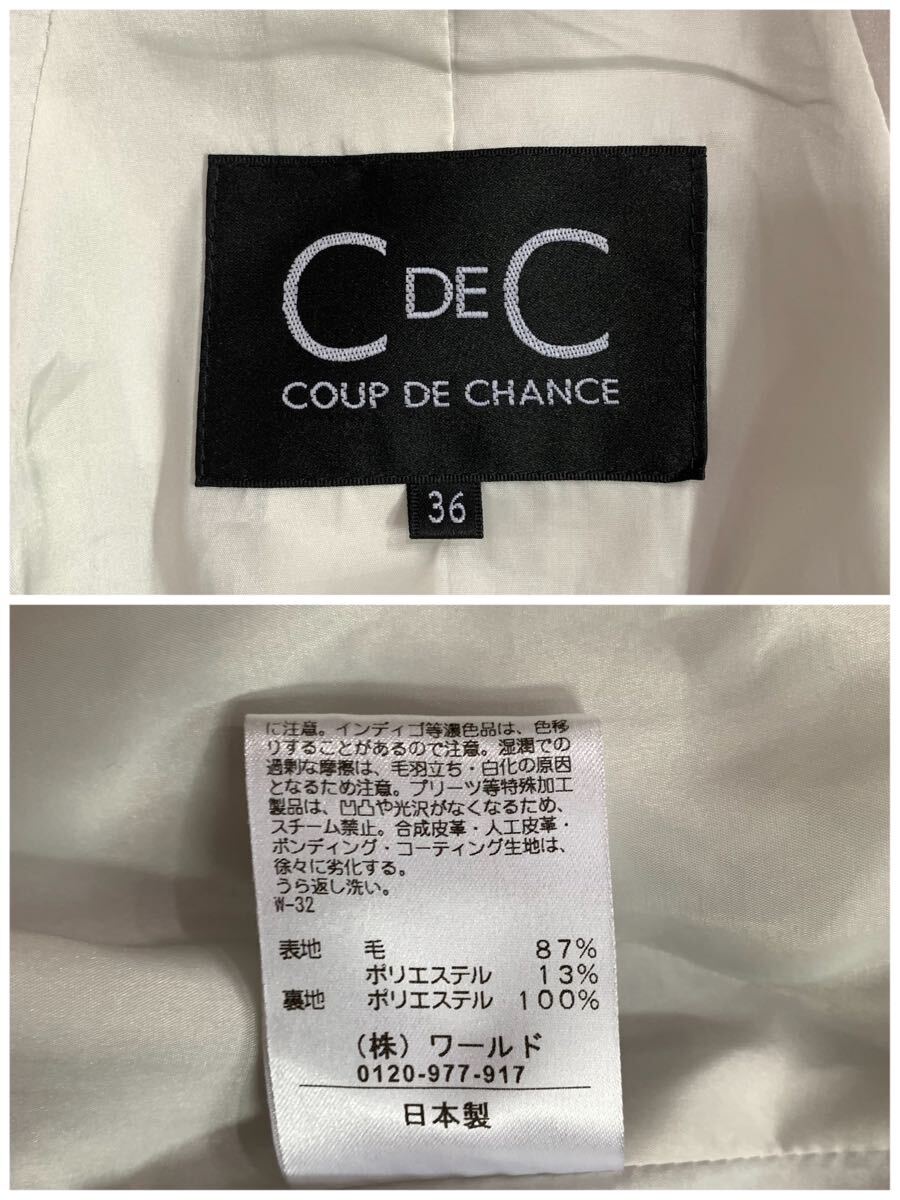 C DE C
COUP DE CHANCE
36
に注意。インディゴ等濃色品は、色移
りすることがあるので注意。湿潤での
過剰な摩擦は、毛羽立ち・白化の原因
となるため注意。プリーツ等特殊加工
製品は、凹凸や光沢がなくなるため、
スチーム禁止。合成皮革・人工皮革・
ボンディング・コーティング生地は、
徐々に劣化する。
うら返し洗い。
W-32
表地 毛 87%
ポリエステル 13%
裏地 ポリエステル 100%
(株) ワールド
0120-977-917
日本製